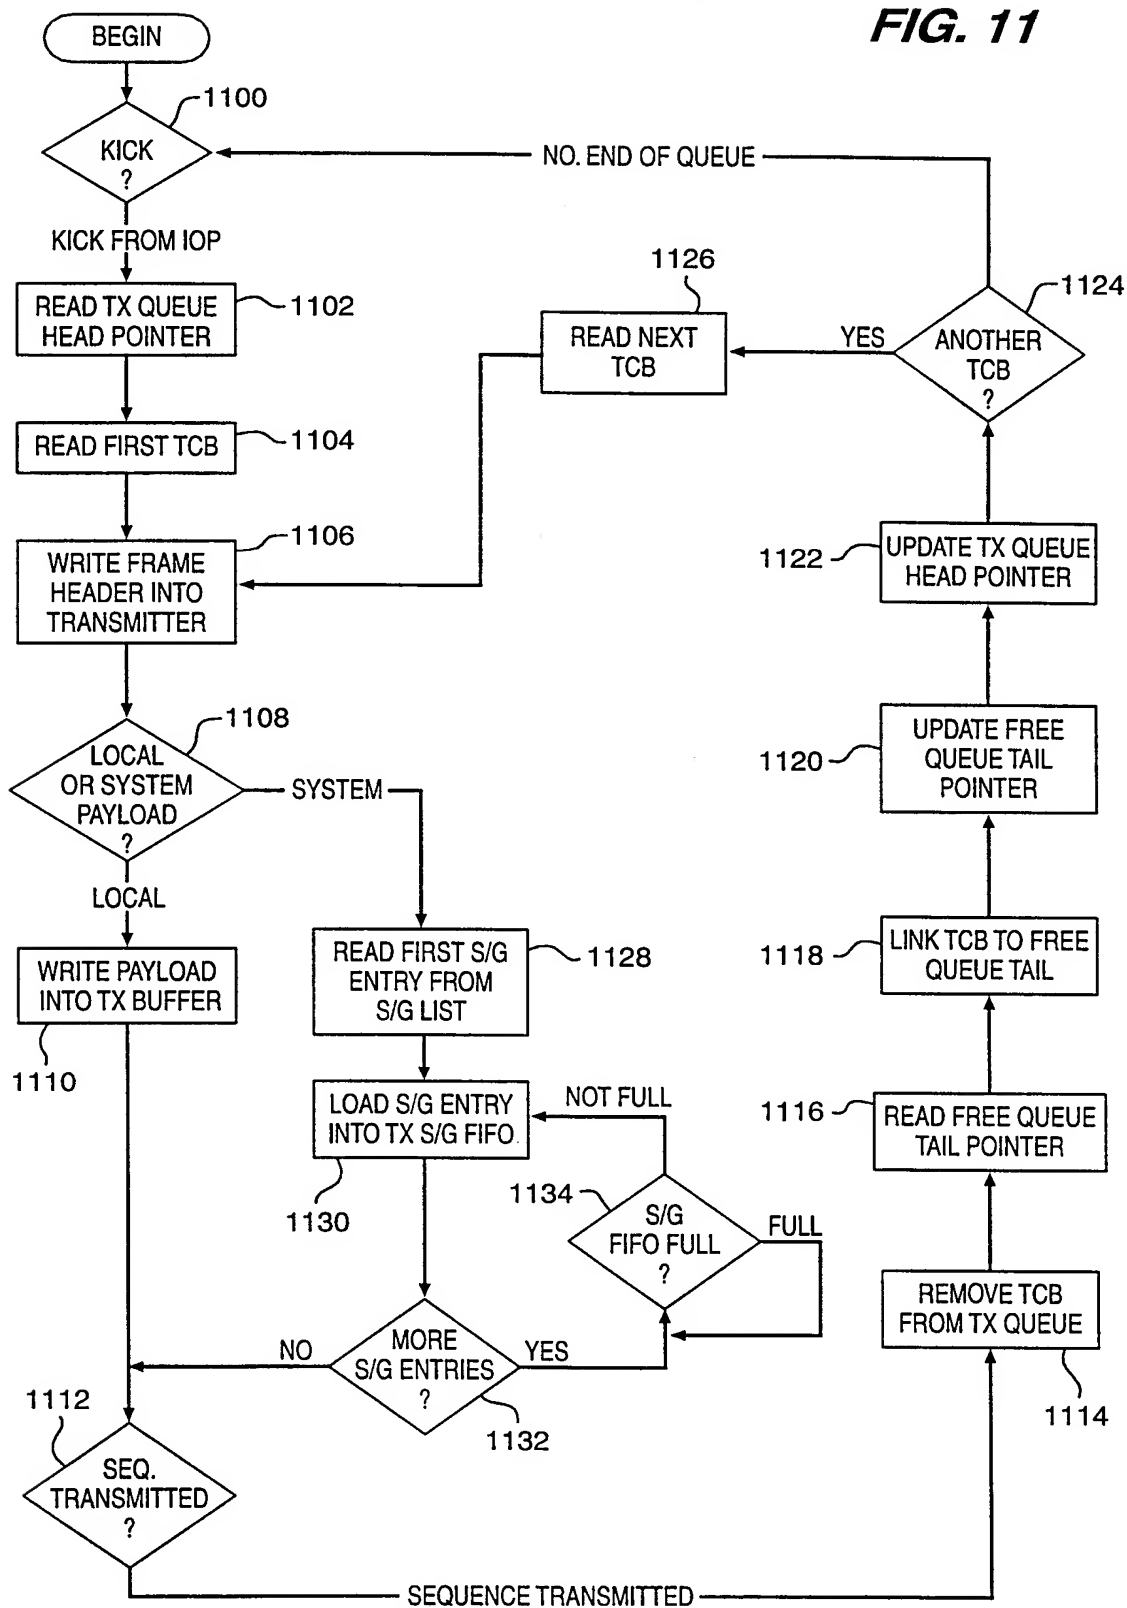 FIG. 11
BEGIN
1100
KICK
?
NO. END OF QUEUE
KICK FROM IOP
1126
1124
READ TX QUEUE
HEAD POINTER
1102
READ NEXT
TCB
YES
ANOTHER
TCB
?
READ FIRST TCB
1104
1106
WRITE FRAME
HEADER INTO
TRANSMITTER
1122
UPDATE TX QUEUE
HEAD POINTER
1108
LOCAL
OR SYSTEM
PAYLOAD
?
SYSTEM
1120
UPDATE FREE
QUEUE TAIL
POINTER
LOCAL
WRITE PAYLOAD
INTO TX BUFFER
1110
READ FIRST S/G
ENTRY FROM
S/G LIST
1128
1118
LINK TCB TO FREE
QUEUE TAIL
LOAD S/G ENTRY
INTO TX S/G FIFO
1130
NOT FULL
1116
READ FREE QUEUE
TAIL POINTER
1134
S/G
FIFO FULL
?
FULL
REMOVE TCB
FROM TX QUEUE
1114
NO
MORE
S/G ENTRIES
?
YES
1132
1112
SEQ.
TRANSMITTED
?
SEQUENCE TRANSMITTED